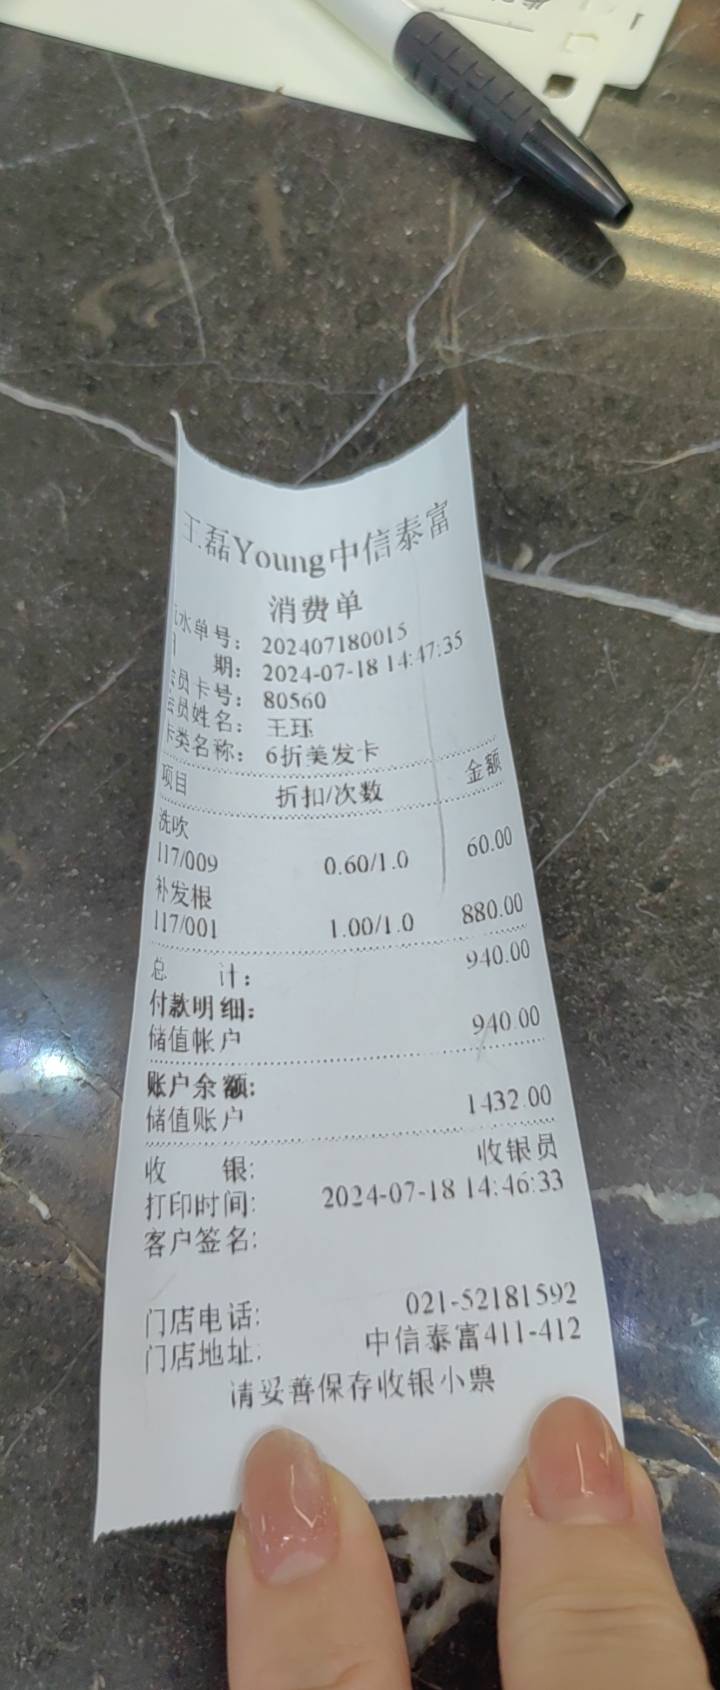 王磊Young中信泰富
消费单
流水单号: 202407180015
日 期: 2024-07-18 14:47:35
会员卡号: 80560
会员姓名: 王珏
卡类名称: 6折美发卡
项目 折扣/次数 金额
洗吹
117/009 0.60/1.0 60.00
补发根
117/001 1.00/1.0 880.00
总 计: 940.00
付款明细:
储值帐户 940.00
账户余额:
储值账户 1432.00
收 银: 收银员
打印时间: 2024-07-18 14:46:33
客户签名:
门店电话: 021-52181592
门店地址: 中信泰富411-412
请妥善保存收银小票